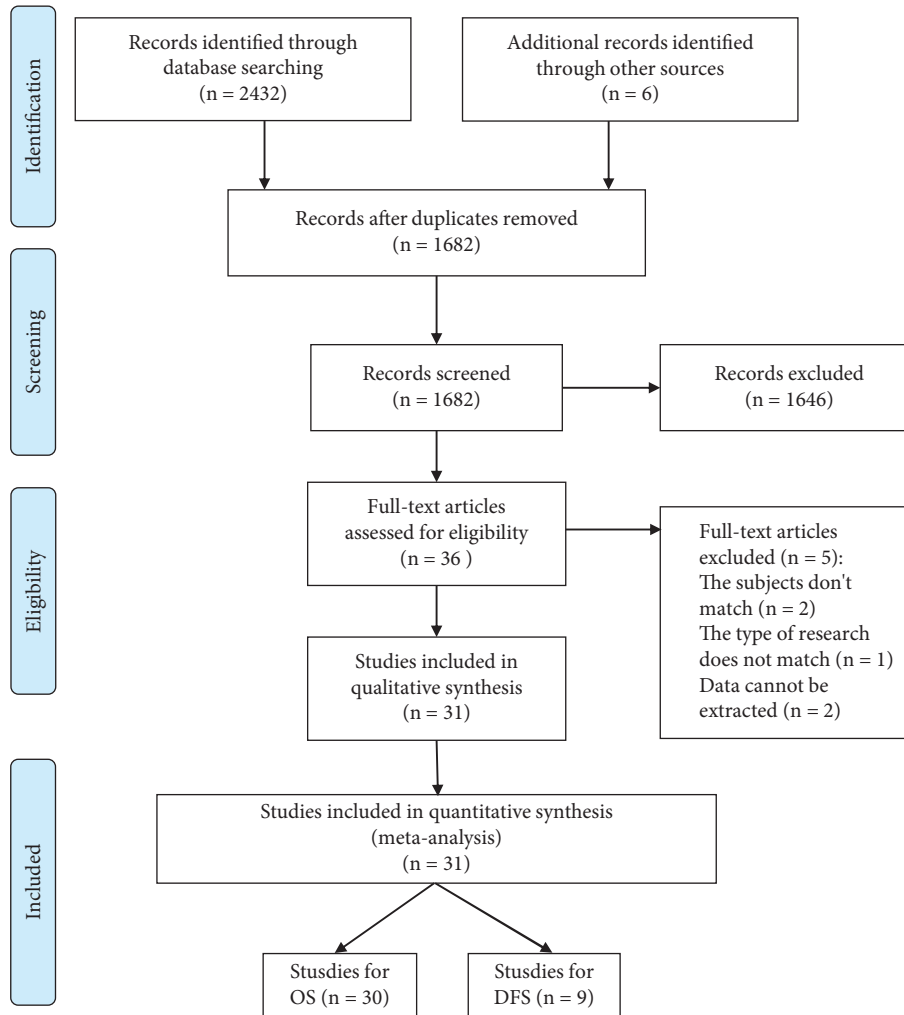 Identification
Records identified through
database searching
(n = 2432)
Additional records identified
through other sources
(n = 6)
Records after duplicates removed
(n = 1682)
Screening
Records screened
(n = 1682)
Records excluded
(n = 1646)
Eligibility
Full-text articles
assessed for eligibility
(n = 36 )
Full-text articles
excluded (n = 5):
The subjects don't
match (n = 2)
The type of research
does not match (n = 1)
Data cannot be
extracted (n = 2)
Studies included in
qualitative synthesis
(n = 31)
Included
Studies included in quantitative synthesis
(meta-analysis)
(n = 31)
Stusdies for
OS (n = 30)
Studies for
DFS (n = 9)